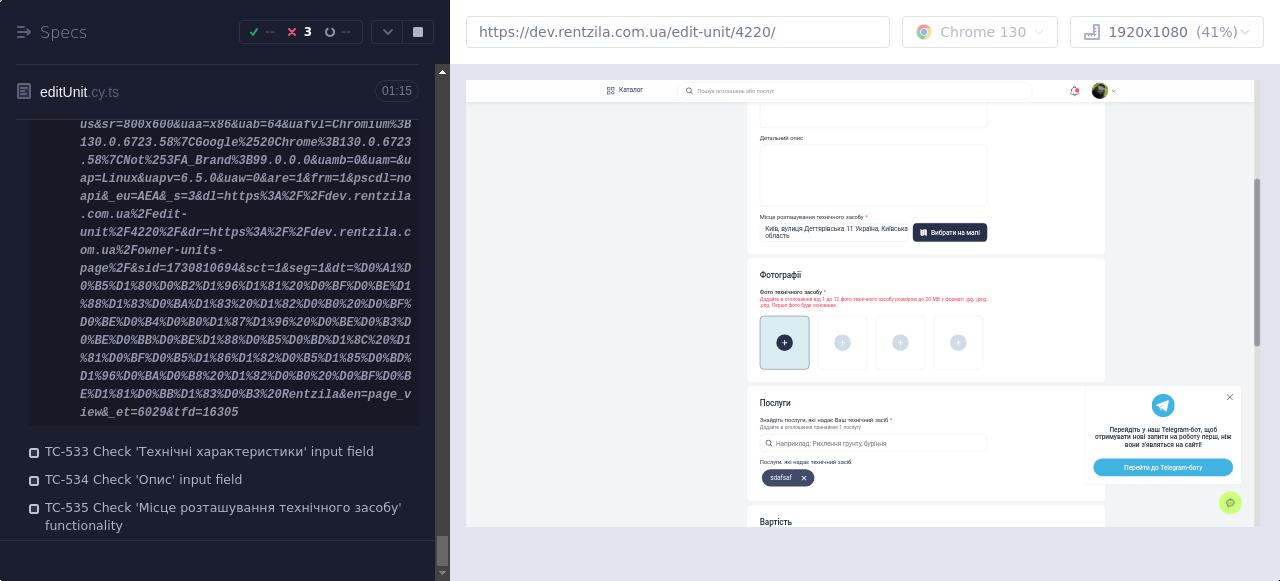 Specs
--
3
--
editUnit.cy.ts
01:15
us&sr=800x600&uaa=x86&uab=64&uafvl=Chromium%3B
130.0.6723.58%7CGoogle%2520Chrome%3B130.0.6723
.58%7CNot%253FA_Brand%3B99.0.0.0&uamb=0&uam=&u
ap=Linux&uapv=6.5.0&uaw=0&are=1&frm=1&pscdl=no
api&_eu=AEA&_s=3&dl=https%3A%2F%2Fdev.rentzila
.com.ua%2Fedit-
unit%2F4220%2F&dr=https%3A%2F%2Fdev.rentzila.c
om.ua%2Fowner-units-
page%2F&sid=1730810694&sct=1&seg=1&dt=%D0%A1%D
0%B5%D1%80%D0%B2%D1%96%D1%81%20%D0%BF%D0%BE%D1
%88%D1%83%D0%BA%D1%83%20%D1%82%D0%B0%20%D0%BF%
D0%BE%D0%B4%D0%B0%D1%87%D1%96%20%D0%BE%D0%B3%D
0%BE%D0%BB%D0%BE%D1%88%D0%B5%D0%BD%D1%8C%20%D1
%81%D0%BF%D0%B5%D1%86%D1%82%D0%B5%D1%85%D0%BD%
D1%96%D0%BA%D0%B8%20%D1%82%D0%B0%20%D0%BF%D0%B
E%D1%81%D0%BB%D1%83%D0%B3%20Rentzila&en=page_v
iew&_et=6029&tfd=16305
TC-533 Check 'Технічні характеристики' input field
TC-534 Check 'Опис' input field
TC-535 Check 'Місце розташування технічного засобу'
functionality
https://dev.rentzila.com.ua/edit-unit/4220/
Chrome 130
1920x1080 (41%)
Каталог
Пошук оголошень або послуг
Детальний опис
Місце розташування технічного засобу *
Київ, вулиця Дегтярівська 11 Україна, Київська
область
Вибрати на мапі
Фотографії
Фото технічного засобу *
Додайте в оголошення від 1 до 12 фото технічного засобу розміром до 20 MB у форматі .jpg, .jpeg,
.png. Перше фото буде основним.
Послуги
Знайдіть послуги, які надає Ваш технічний засіб *
Додайте в оголошення принаймні 1 послугу
Наприклад: Рихлення грунту, буріння
Послуги, які надає технічний засіб:
sdafsaf
Вартість
Перейдіть у наш Telegram-бот, щоб
отримувати нові запити на роботу перш, ніж
вони з'являться на сайті!
Перейти до Telegram-боту